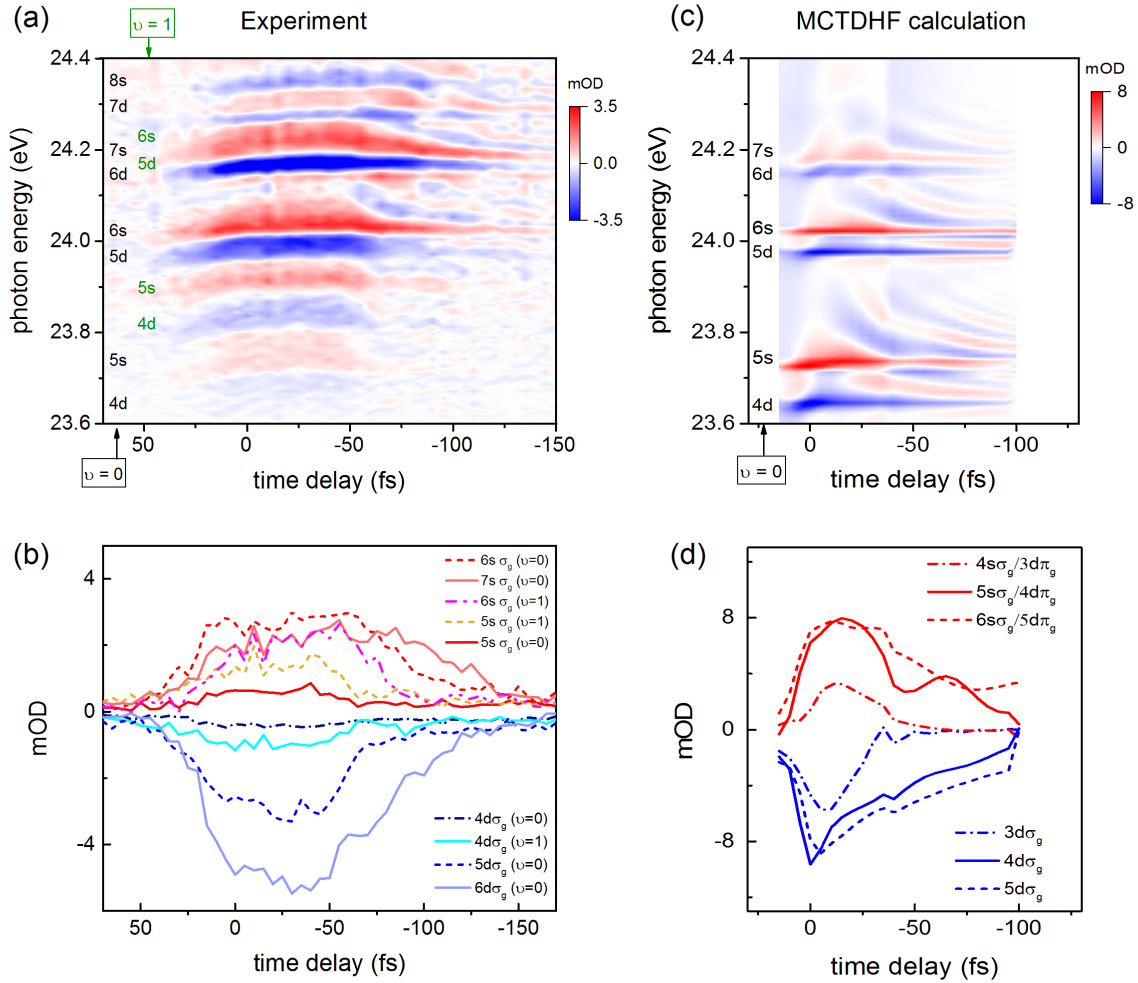 (a)
υ = 1
Experiment
24.4
24.2
24.0
23.8
23.6
photon energy (eV)
8s
7d
6s
7s
5d
6d
6s
5d
5s
4d
5s
4d
mOD
3.5
0.0
-3.5
50
0
-50
-100
-150
υ = 0
time delay (fs)
(c)
MCTDHF calculation
24.4
24.2
24.0
23.8
23.6
photon energy (eV)
7s
6d
6s
5d
5s
4d
mOD
8
0
-8
0
-50
-100
υ = 0
time delay (fs)
(b)
4
0
-4
mOD
6s σg (υ=0)
7s σg (υ=0)
6s σg (υ=1)
5s σg (υ=1)
5s σg (υ=0)
4dσg (υ=0)
4dσg (υ=1)
5dσg (υ=0)
6dσg (υ=0)
50
0
-50
-100
-150
time delay (fs)
(d)
8
0
-8
mOD
4sσg/3dπg
5sσg/4dπg
6sσg/5dπg
3dσg
4dσg
5dσg
0
-50
-100
time delay (fs)